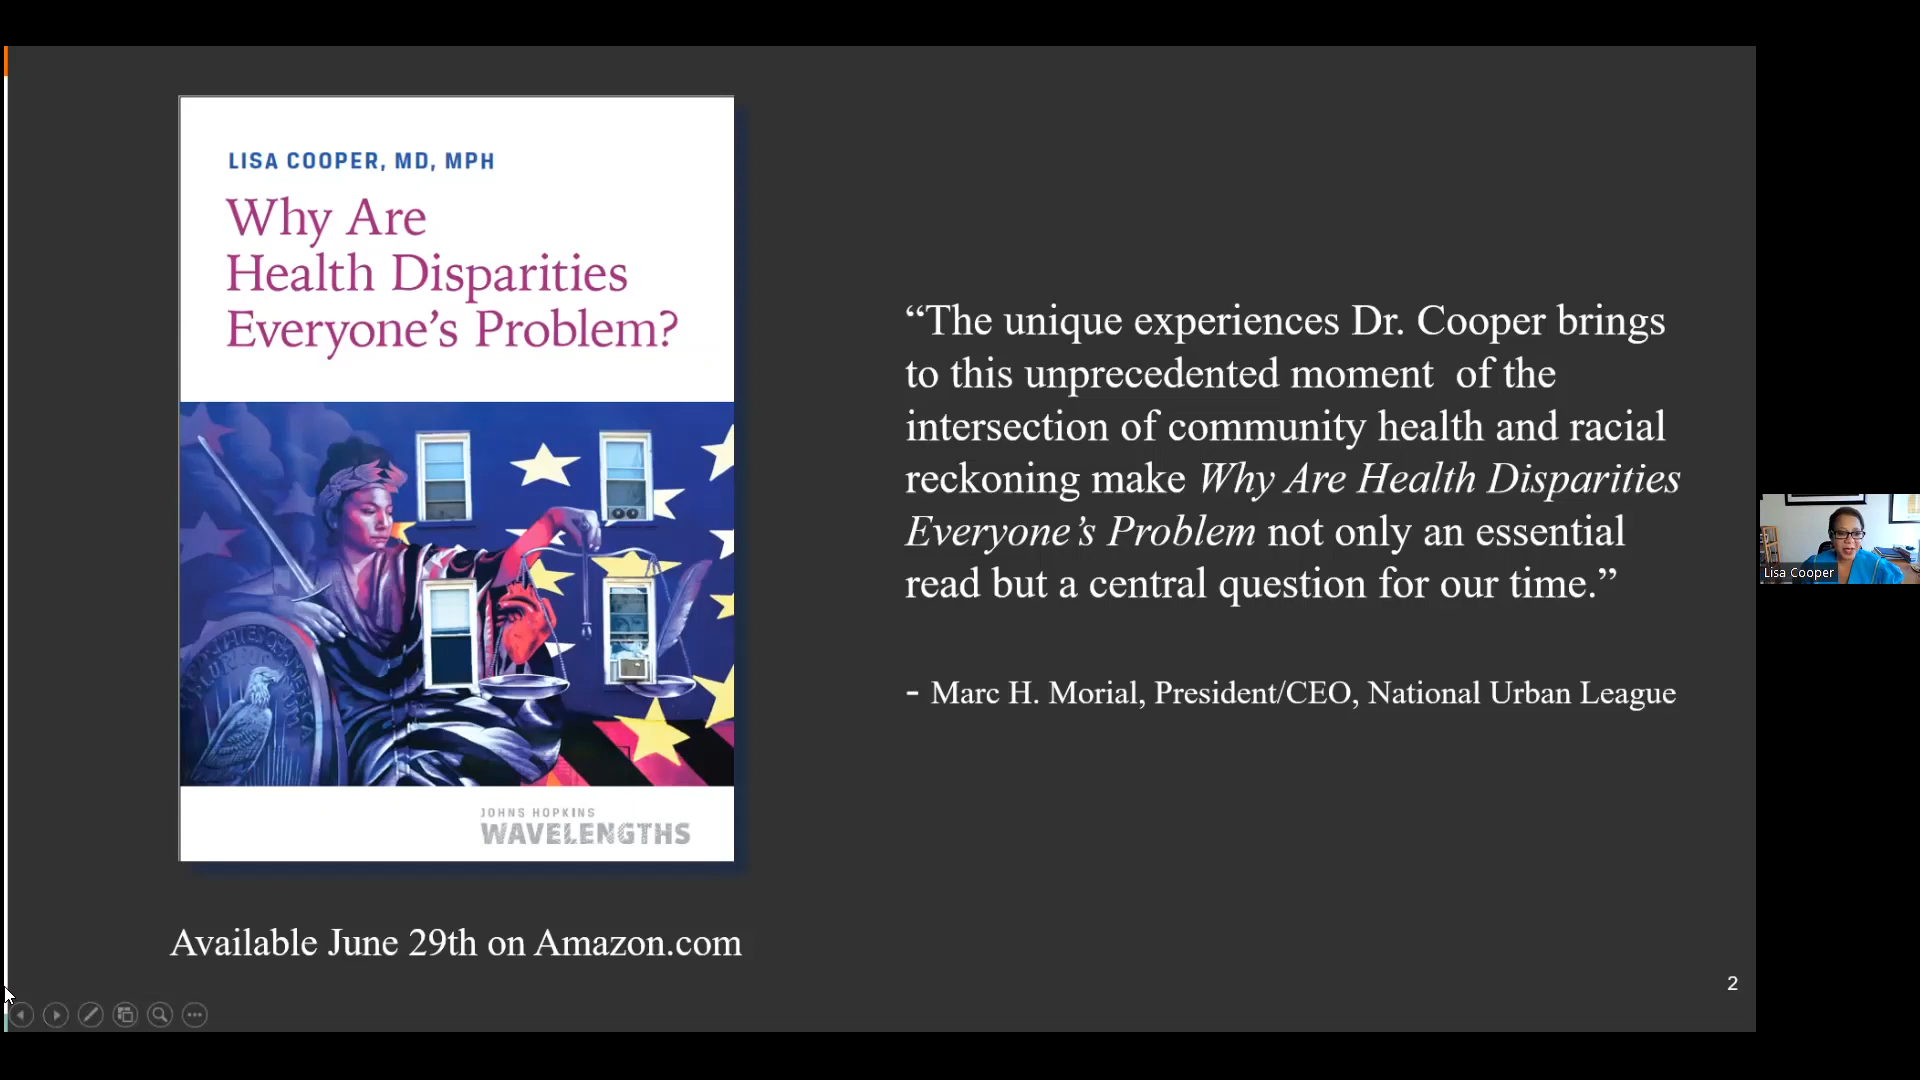 LISA COOPER, MD, MPH
Why Are
Health Disparities
Everyone’s Problem?
JOHNS HOPKINS
WAVELENGTHS
Available June 29th on Amazon.com
“The unique experiences Dr. Cooper brings
to this unprecedented moment  of the
intersection of community health and racial
reckoning make Why Are Health Disparities
Everyone’s Problem not only an essential
read but a central question for our time.”
- Marc H. Morial, President/CEO, National Urban League
2
Lisa Cooper